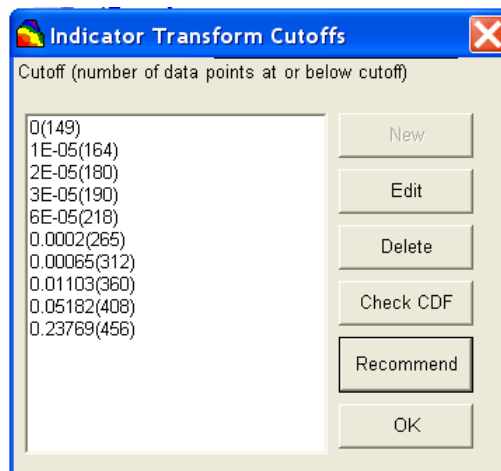 Indicator Transform Cutoffs
Cutoff (number of data points at or below cutoff)
0(149)
1E-05(164)
2E-05(180)
3E-05(190)
6E-05(218)
0.0002(265)
0.00065(312)
0.01103(360)
0.05182(408)
0.23769(456)
New
Edit
Delete
Check CDF
Recommend
OK